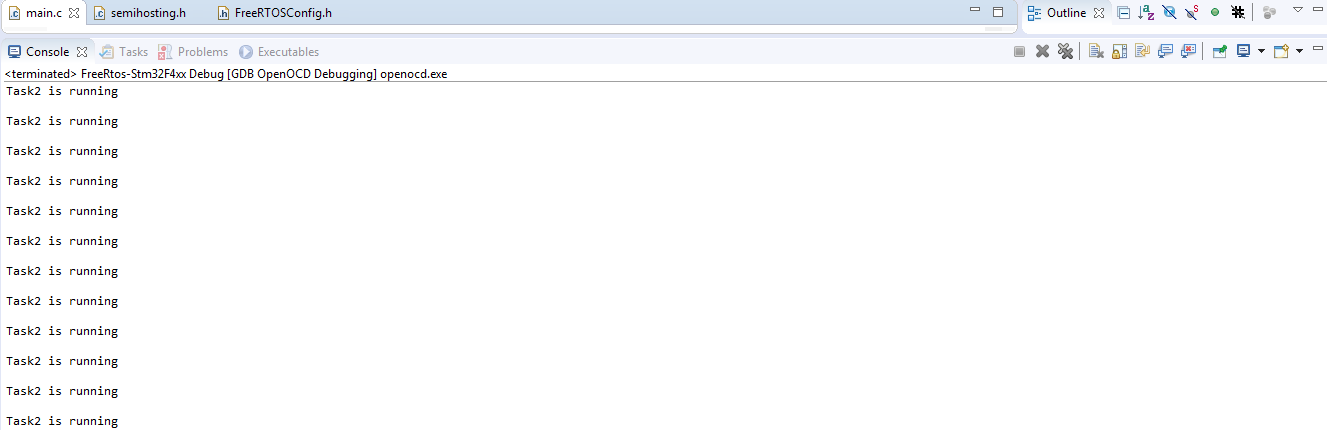 main.c semihosting.h FreeRTOSConfig.h Outline
Console Tasks Problems Executables
<terminated> FreeRtos-Stm32F4xx Debug [GDB OpenOCD Debugging] openocd.exe
Task2 is running
Task2 is running
Task2 is running
Task2 is running
Task2 is running
Task2 is running
Task2 is running
Task2 is running
Task2 is running
Task2 is running
Task2 is running
Task2 is running